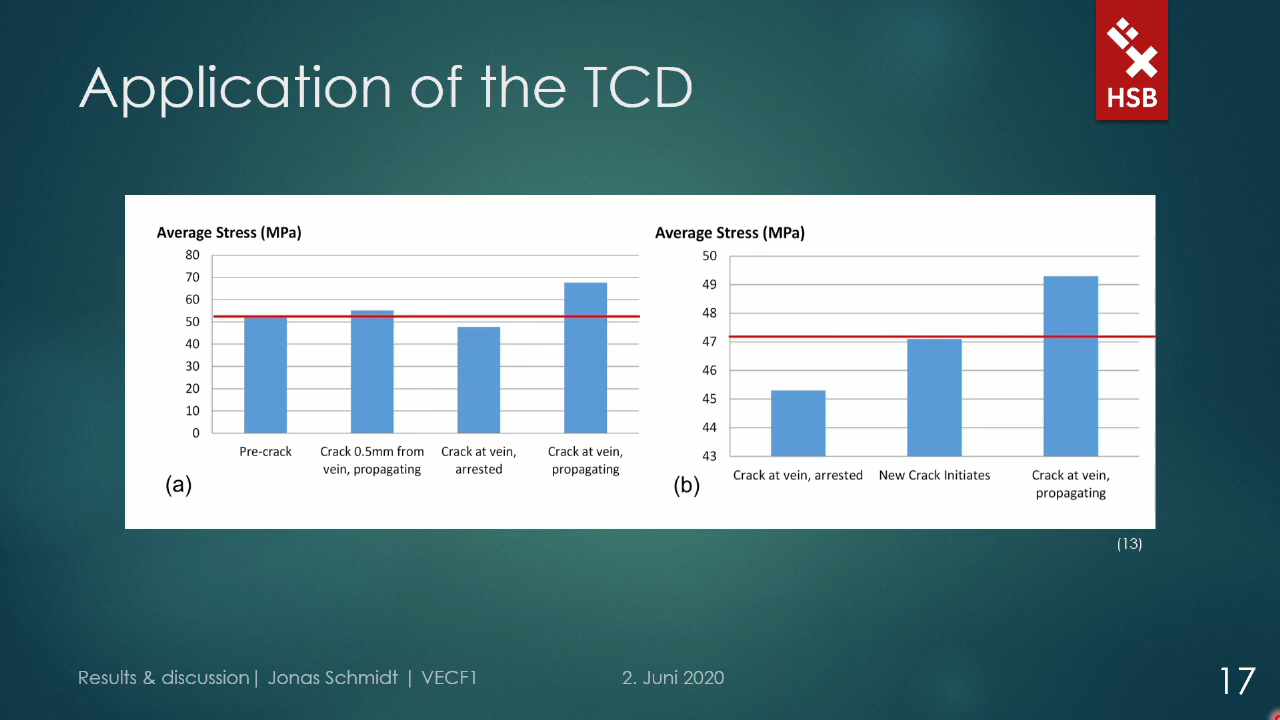 Application of the TCD
HSB
Average Stress (MPa)
80
70
60
50
40
30
20
10
0
Pre-crack
Crack 0.5mm from
vein, propagating
Crack at vein,
arrested
Crack at vein,
propagating
(a)
Average Stress (MPa)
50
49
48
47
46
45
44
43
Crack at vein, arrested
New Crack Initiates
Crack at vein,
propagating
(b)
(13)
Results & discussion| Jonas Schmidt | VECF1
2. Juni 2020
17